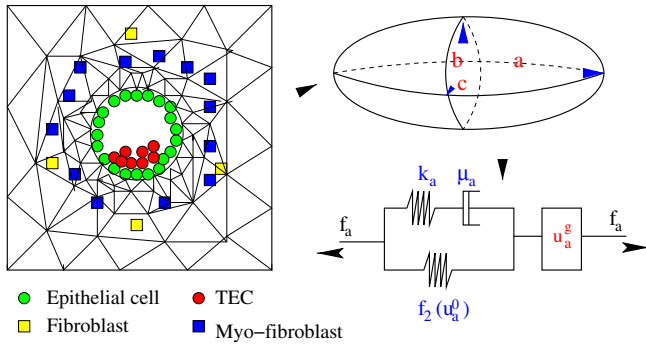 b a
c
k_a μ_a
f_a u_a^g f_a
f_2 (u_a^0)
Epithelial cell TEC
Fibroblast Myo-fibroblast